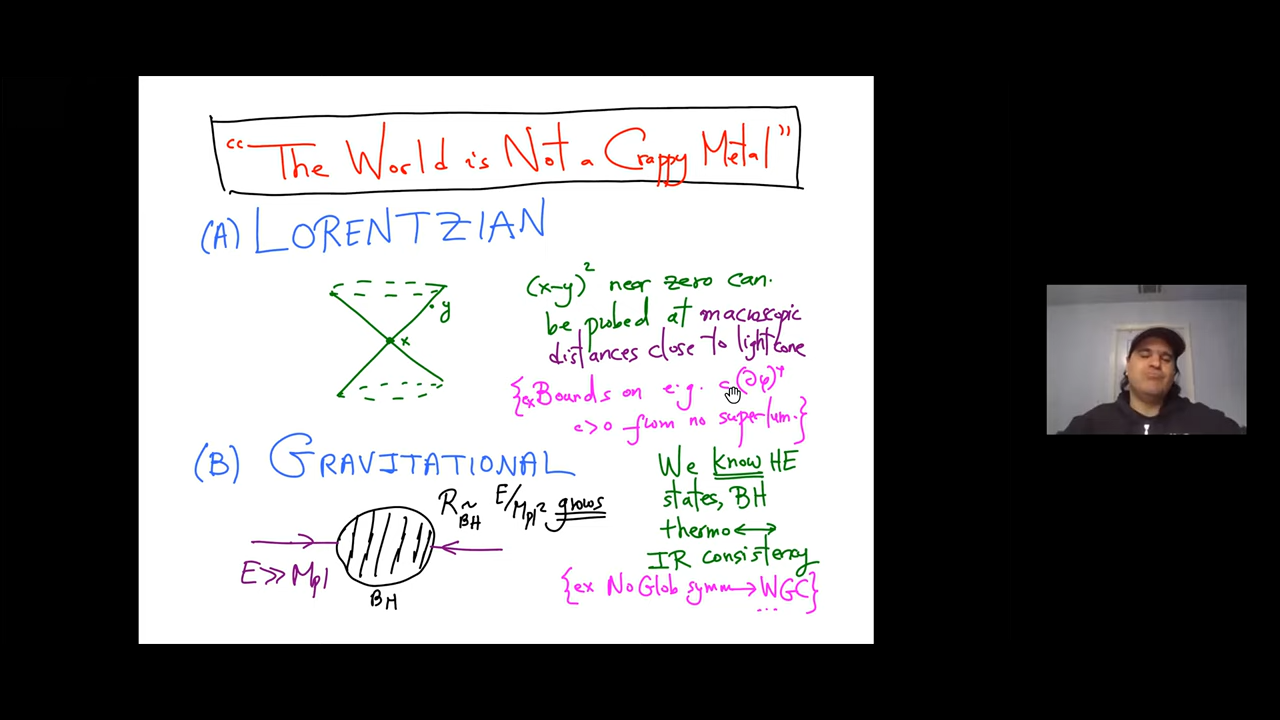 “The World is Not a Crappy Metal”
(A) LORENTZIAN
(x-y)² near zero can.
be probed at macroscopic
distances close to lightcone
y
x
{ex Bounds on e.g. c(∂φ)⁴
c>0 from no superlum.}
(B) GRAVITATIONAL
We know HE
states, BH
thermo ⟷
IR consistency
R_BH ~ E/M_pl² grows
E ≫ M_pl
BH
{ex No Glob symm → WGC}
...